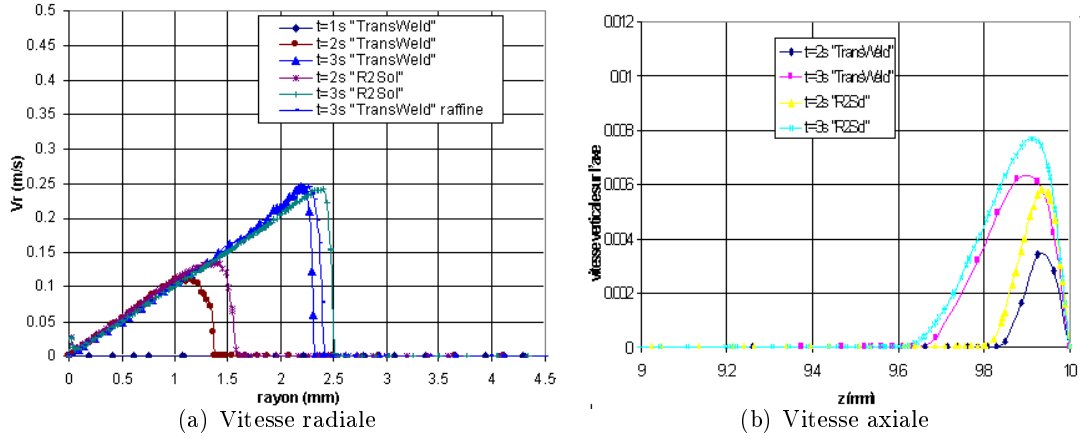 0.5
0.45
0.4
0.35
0.3
0.25
0.2
0.15
0.1
0.05
0
Vr (m/s)
t=1s "TransWeld"
t=2s "TransWeld"
t=3s "TransWeld"
t=2s "R2Sol"
t=3s "R2Sol"
t=3s "TransWeld" raffine
0 0.5 1 1.5 2 2.5 3 3.5 4 4.5
rayon (mm)
(a) Vitesse radiale
0.012
0.01
0.008
0.006
0.004
0.002
0
vitesse verticale sur l'axe
t=2s "TransWeld"
t=3s "TransWeld"
t=2s "R2Sol"
t=3s "R2Sol"
9 9.2 9.4 9.6 9.8 10
z (mm)
(b) Vitesse axiale